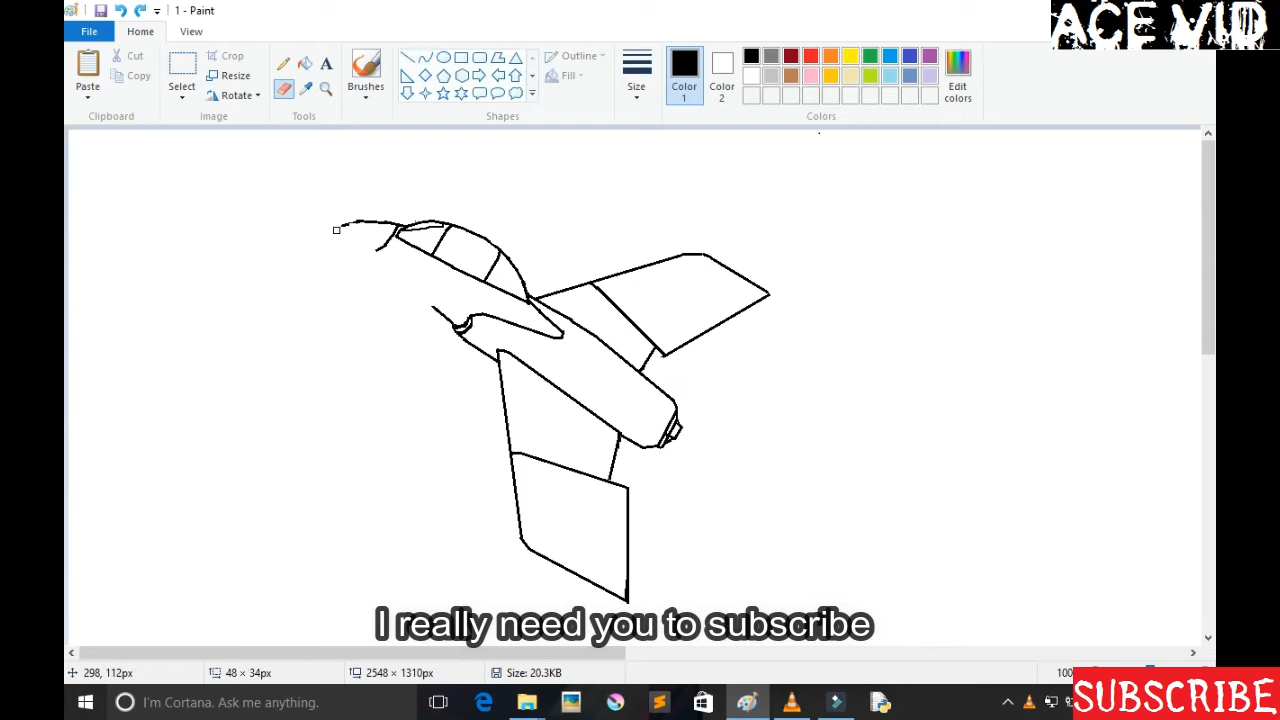 1 - Paint
ACE VID
File Home View
Paste
Cut
Copy
Clipboard
Select
Crop
Resize
Rotate
Image
A
Tools
Brushes
Outline
Fill
Shapes
Size
Color 1
Color 2
Edit colors
Colors
I really need you to subscribe
298, 112px
48 × 34px
2548 × 1310px
Size: 20.3KB
100
I'm Cortana. Ask me anything.
SUBSCRIBE